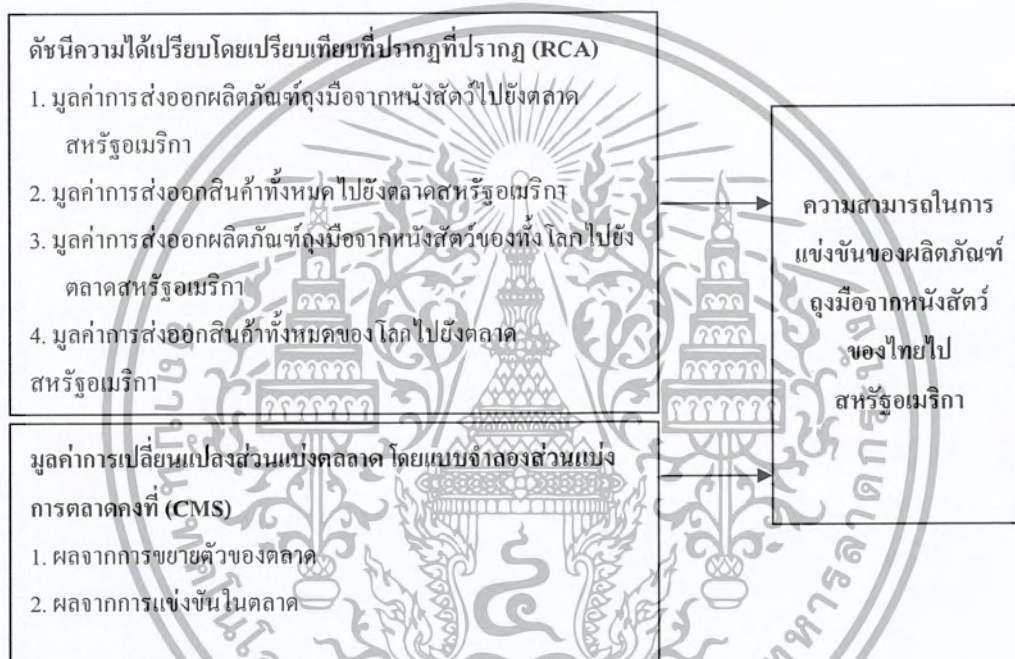 ดัชนีความได้เปรียบโดยเปรียบเทียบที่ปรากฏที่ปรากฏ (RCA)
1. มูลค่าการส่งออกผลิตภัณฑ์ถุงมือจากหนังสัตว์ไปยังตลาด
สหรัฐอเมริกา
2. มูลค่าการส่งออกสินค้าทั้งหมดไปยังตลาดสหรัฐอเมริกา
3. มูลค่าการส่งออกผลิตภัณฑ์ถุงมือจากหนังสัตว์ของทั้งโลกไปยัง
ตลาดสหรัฐอเมริกา
4. มูลค่าการส่งออกสินค้าทั้งหมดของโลกไปยังตลาด
สหรัฐอเมริกา
มูลค่าการเปลี่ยนแปลงส่วนแบ่งตลลาด โดยแบบจำลองส่วนแบ่ง
การตลาดคงที่ (CMS)
1. ผลจากการขยายตัวของตลาด
2. ผลจากการแข่งขันในตลาด
ความสามารถในการ
แข่งขันของผลิตภัณฑ์
ถุงมือจากหนังสัตว์
ของไทยไป
สหรัฐอเมริกา